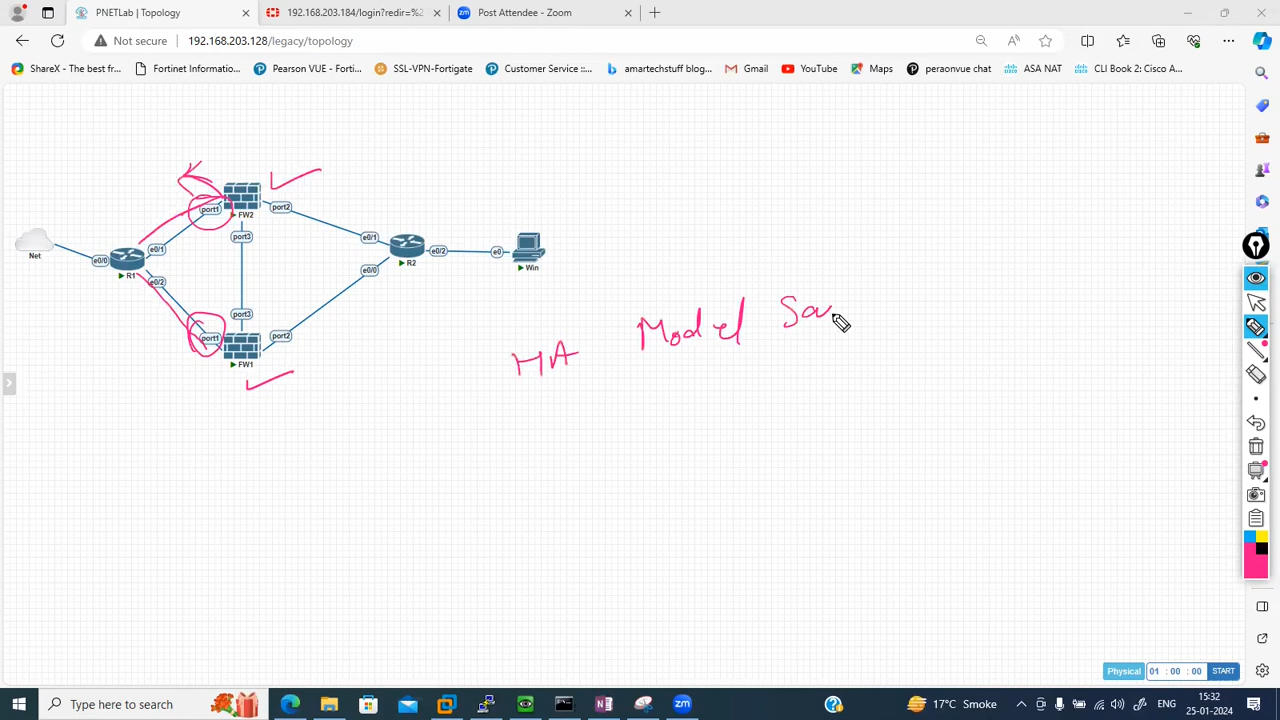 PNETLab | Topology
192.168.203.184/login?redir=%2
Post Attendee - Zoom
Not secure
192.168.203.128/legacy/topology
ShareX - The best fr...
Fortinet Informatio...
Pearson VUE - Forti...
SSL-VPN-Fortigate
Customer Service ::...
amartechstuff blog...
Gmail
YouTube
Maps
peraonvue chat
ASA NAT
CLI Book 2: Cisco A...
port1
FW2
port2
port3
Net
e0/0
R1
e0/1
e0/2
e0/1
R2
e0/2
e0
Win
e0/0
port3
port1
FW1
port2
HA Model Sa
Physical
01 : 00 : 00
START
Type here to search
17°C Smoke
ENG
15:32
25-01-2024